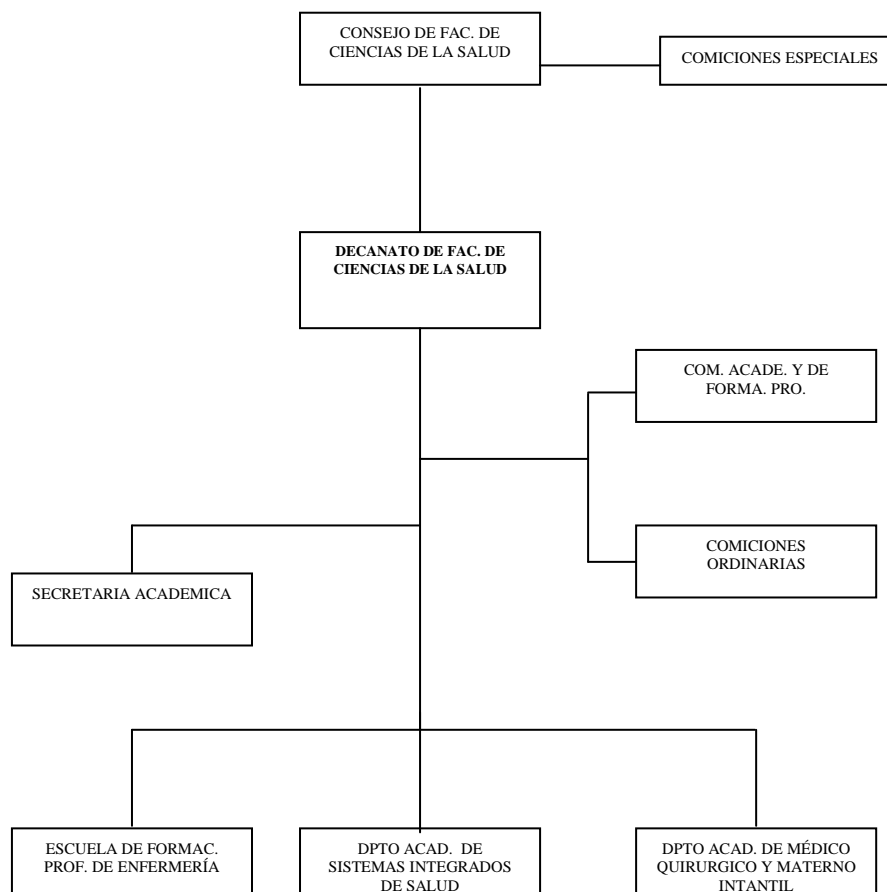 CONSEJO DE FAC. DE
CIENCIAS DE LA SALUD
COMICIONES ESPECIALES
DECANATO DE FAC. DE
CIENCIAS DE LA SALUD
COM. ACADE. Y DE
FORMA. PRO.
COMICIONES
ORDINARIAS
SECRETARIA ACADEMICA
ESCUELA DE FORMAC.
PROF. DE ENFERMERÍA
DPTO ACAD. DE
SISTEMAS INTEGRADOS
DE SALUD
DPTO ACAD. DE MÉDICO
QUIRURGICO Y MATERNO
INTANTIL